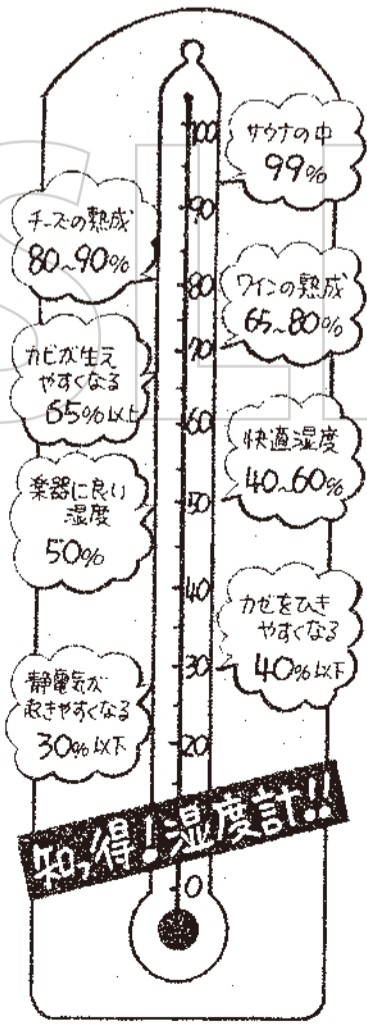 100
サウナの中
99%
90
チーズの熟成
80~90%
80
ワインの熟成
65~80%
70
カビが生え
やすくなる
65%以上
60
快適湿度
40~60%
楽器に良い
湿度
50%
50
40
カゼをひき
やすくなる
40%以下
30
静電気が
起きやすくなる
30%以下
20
知っ得!湿度計!!
0